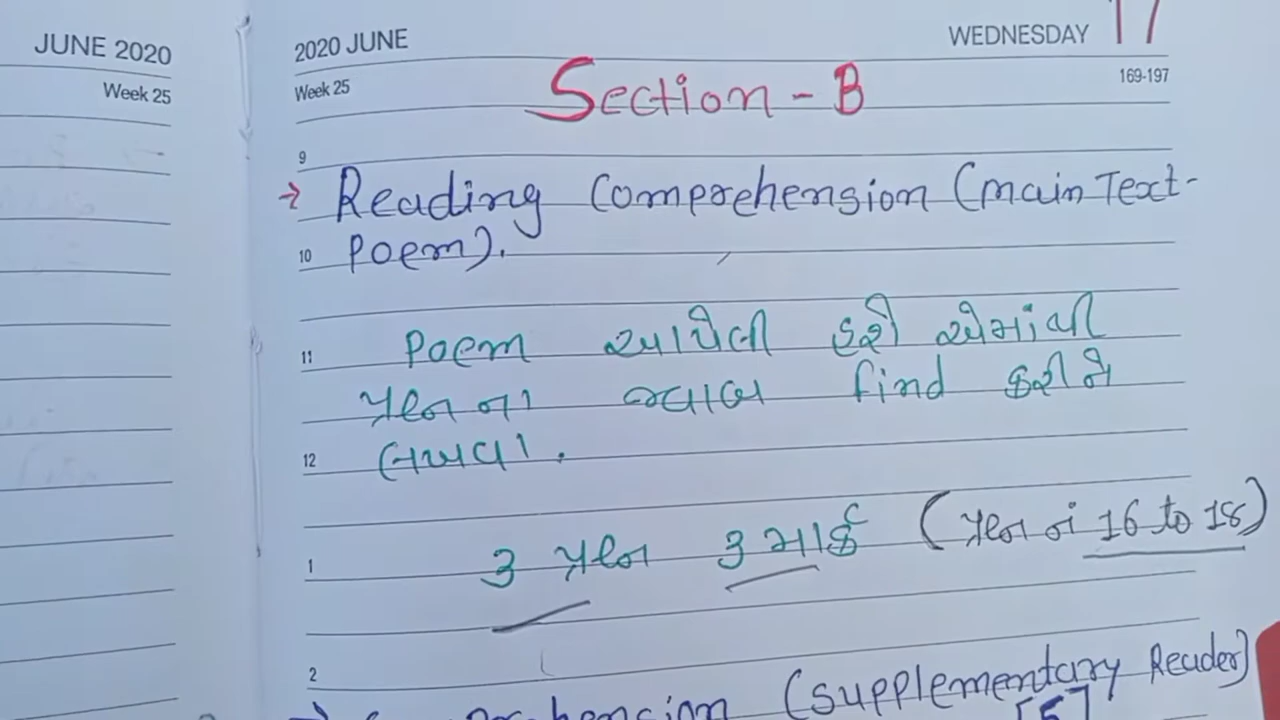 JUNE 2020
Week 25
2020 JUNE
WEDNESDAY 17
Week 25
169-197
Section - B
9
→ Reading Comprehension (main Text-
10 Poem).
11 Poem આપેલી હશે એમાંથી
પ્રશ્ન ના જવાબ find કરીને
12 લખવા.
1 3 પ્રશ્ન 3 માર્ક (પ્રશ્ન નં 16 to 18)
2
(Supplementary Reader)
[5]